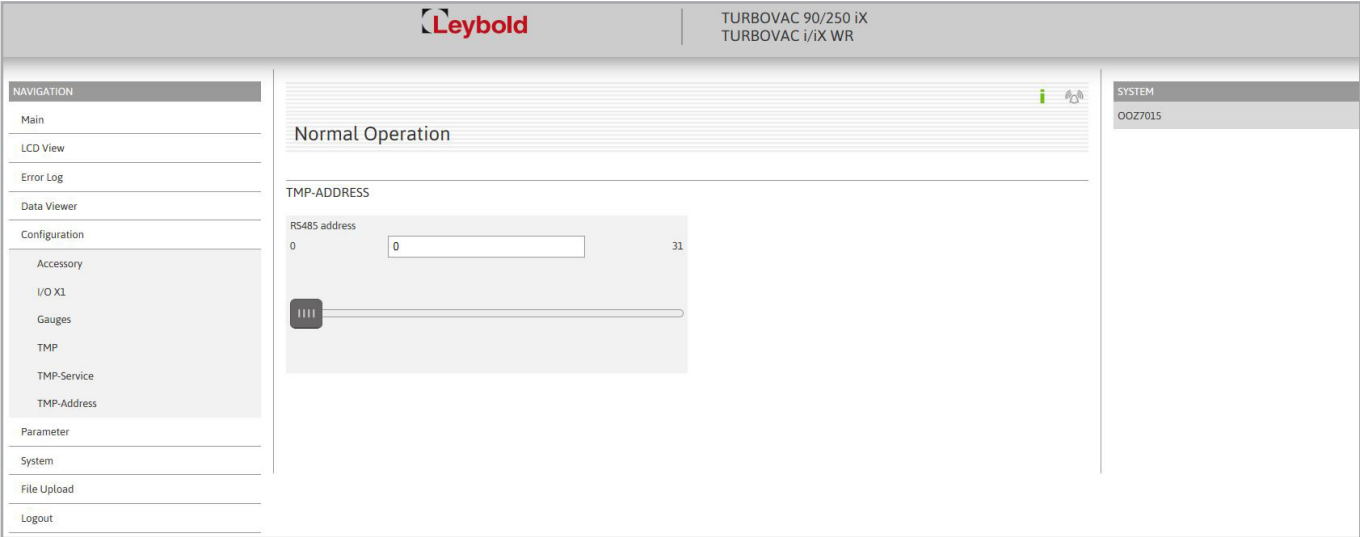 Leybold
TURBOVAC 90/250 iX
TURBOVAC i/iX WR
NAVIGATION
Main
LCD View
Error Log
Data Viewer
Configuration
Accessory
I/O X1
Gauges
TMP
TMP-Service
TMP-Address
Parameter
System
File Upload
Logout
Normal Operation
TMP-ADDRESS
RS485 address
0 0 31
SYSTEM
OOZ7015